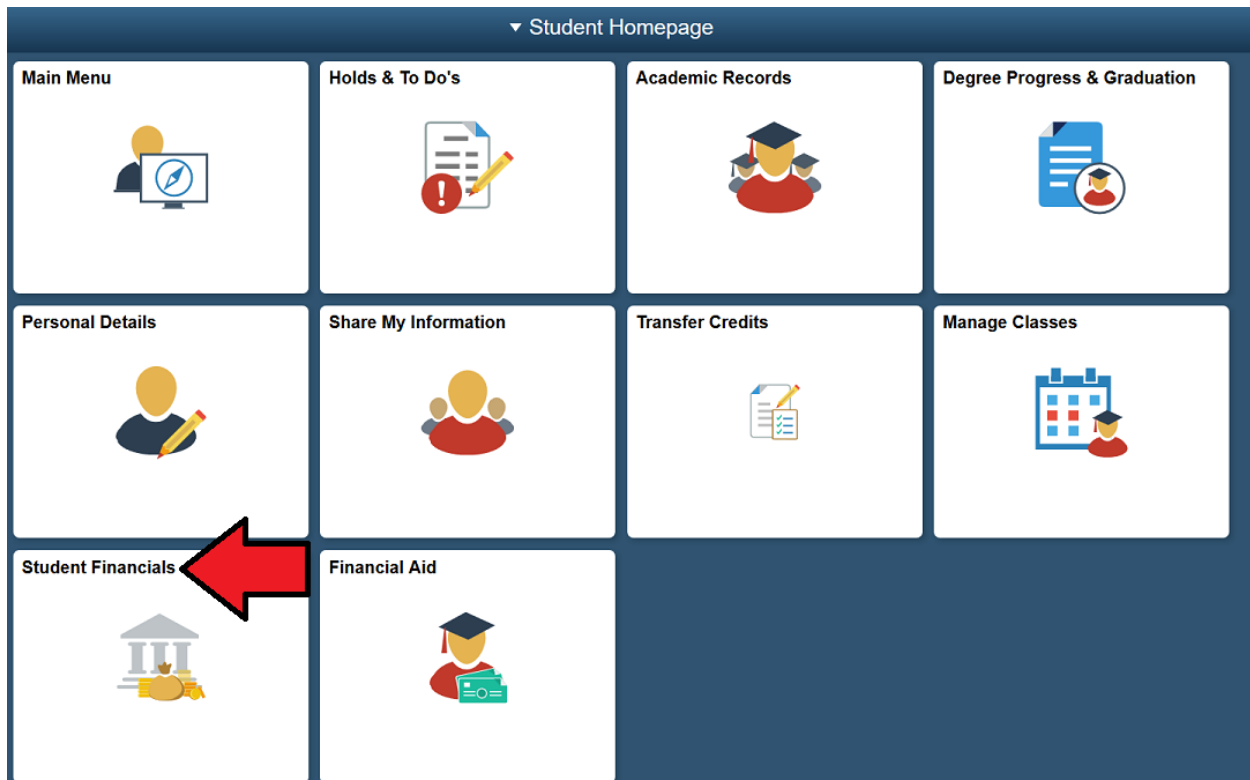 ▼ Student Homepage
Main Menu
Holds & To Do's
Academic Records
Degree Progress & Graduation
Personal Details
Share My Information
Transfer Credits
Manage Classes
Student Financials
Financial Aid